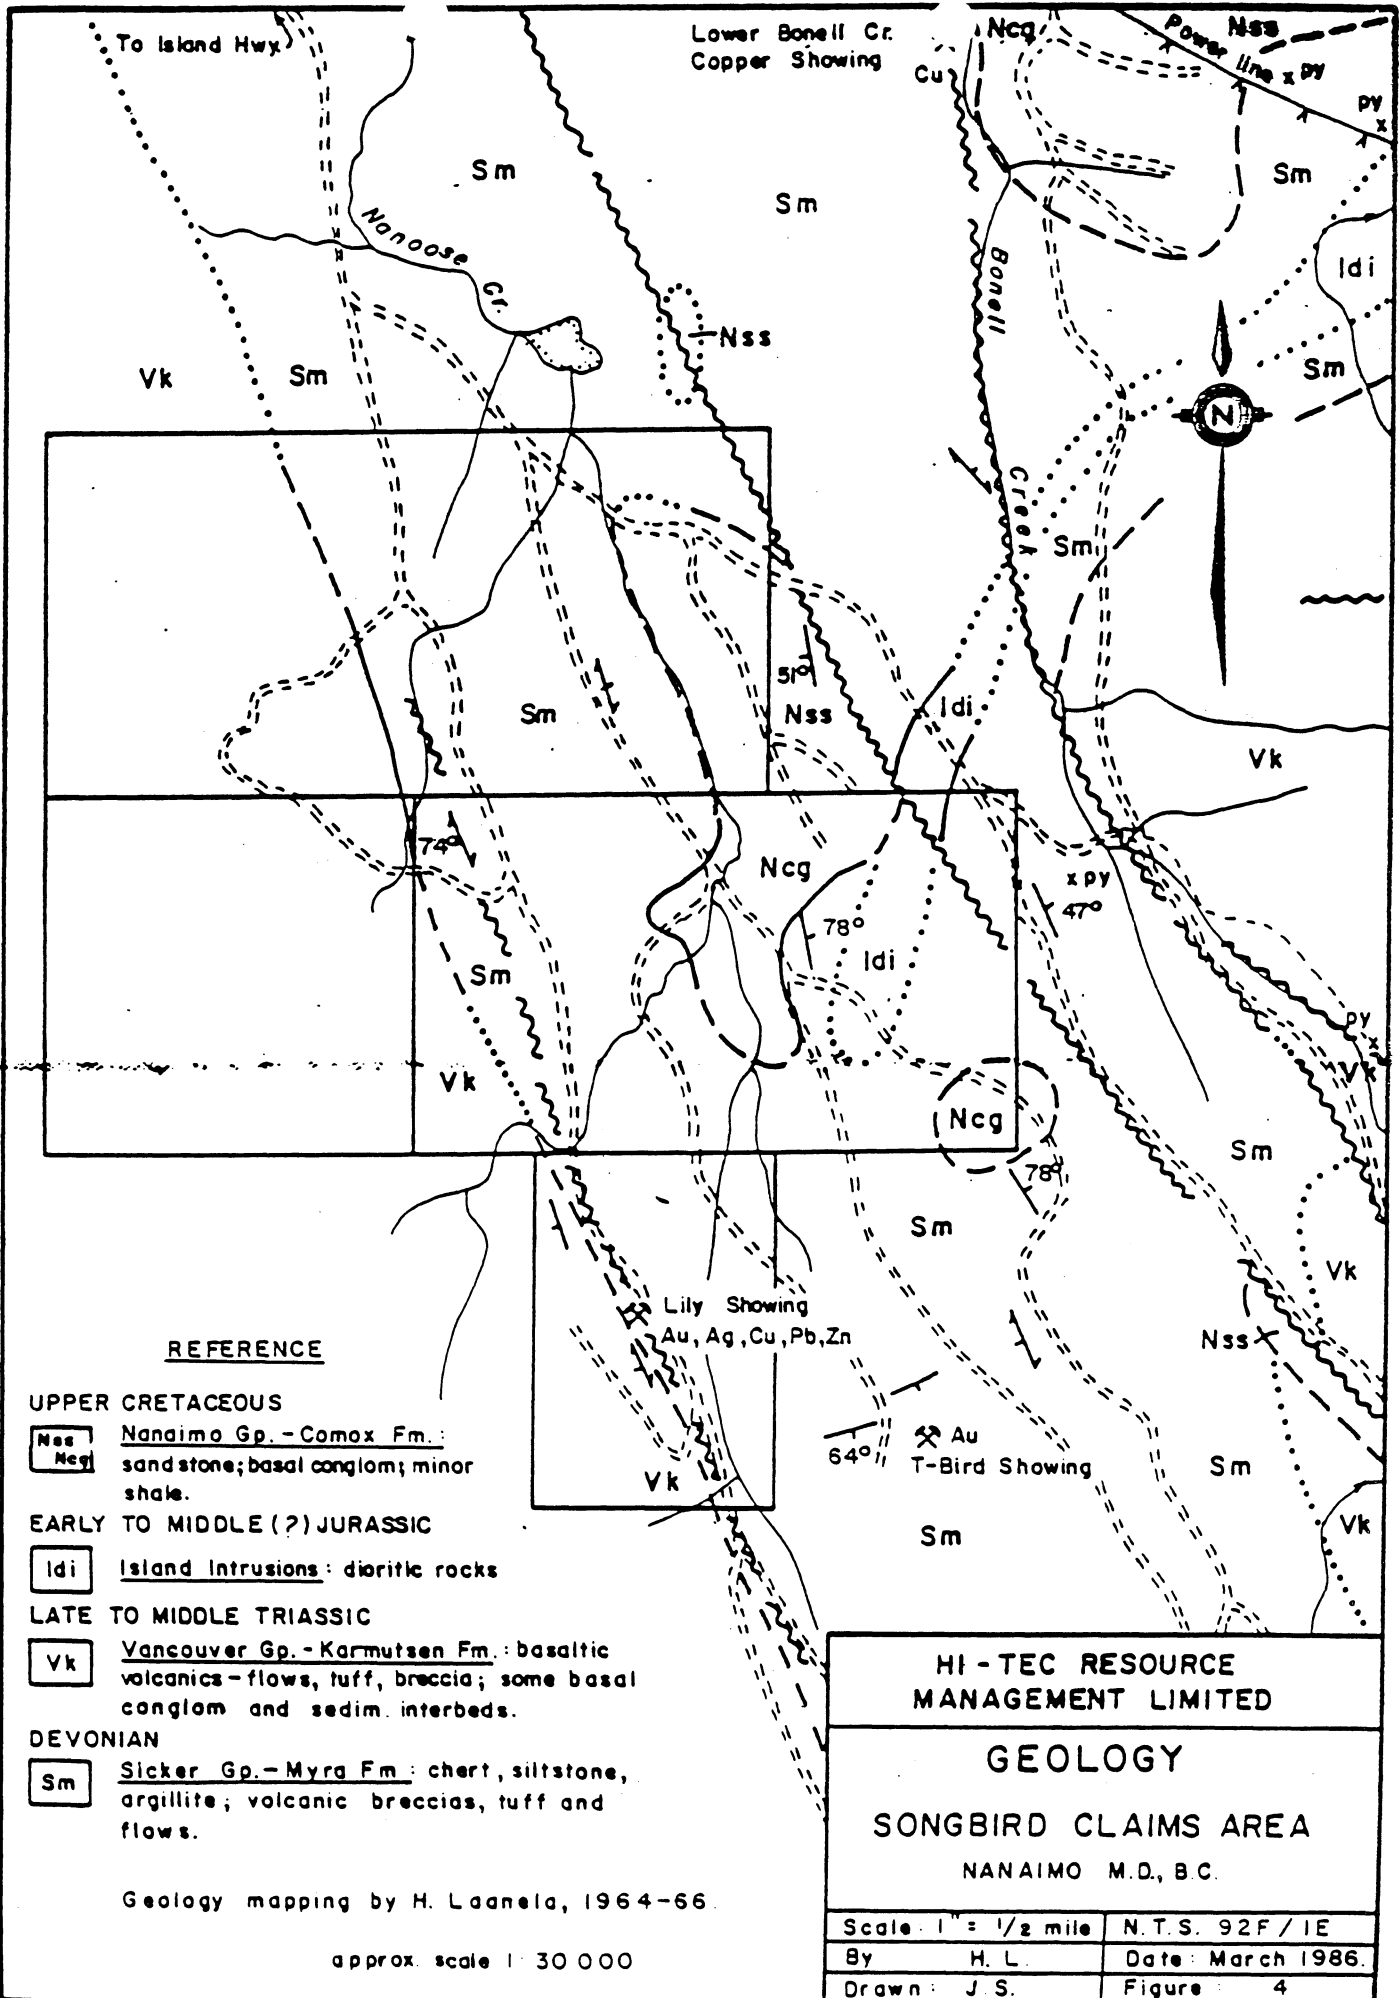 To Island Hwy.
Lower Bonell Cr.
Copper Showing
Cu
Ncg
Nss
Power line x py
py
x
Sm
Sm
Sm
Idi
Nanoose Cr.
Bonell Creek
Nss
Vk
Sm
Sm
N
Sm
51°
Nss
Idi
Sm
Vk
74°
Ncg
x py
47°
78°
Idi
Sm
py
x
Vk
Vk
Ncg
Sm
78°
Sm
Vk
Lily Showing
Au, Ag, Cu, Pb, Zn
Nss
64°
Au
T-Bird Showing
Sm
Vk
Sm
Vk
REFERENCE
UPPER CRETACEOUS
Nss
Ncg
Nanaimo Gp. - Comox Fm. :
sandstone; basal conglom; minor
shale.
EARLY TO MIDDLE (?) JURASSIC
Idi
Island Intrusions : dioritic rocks
LATE TO MIDDLE TRIASSIC
Vk
Vancouver Gp. - Karmutsen Fm. : basaltic
volcanics - flows, tuff, breccia; some basal
conglom and sedim. interbeds.
DEVONIAN
Sm
Sicker Gp. - Myra Fm : chert, siltstone,
argillite; volcanic breccias, tuff and
flows.
Geology mapping by H. Laanela, 1964-66.
approx. scale 1:30 000
HI - TEC RESOURCE
MANAGEMENT LIMITED
GEOLOGY
SONGBIRD CLAIMS AREA
NANAIMO M.D., B.C.
Scale: 1" = 1/2 mile
N.T.S. 92F / 1E
By H. L.
Date: March 1986.
Drawn: J. S.
Figure 4